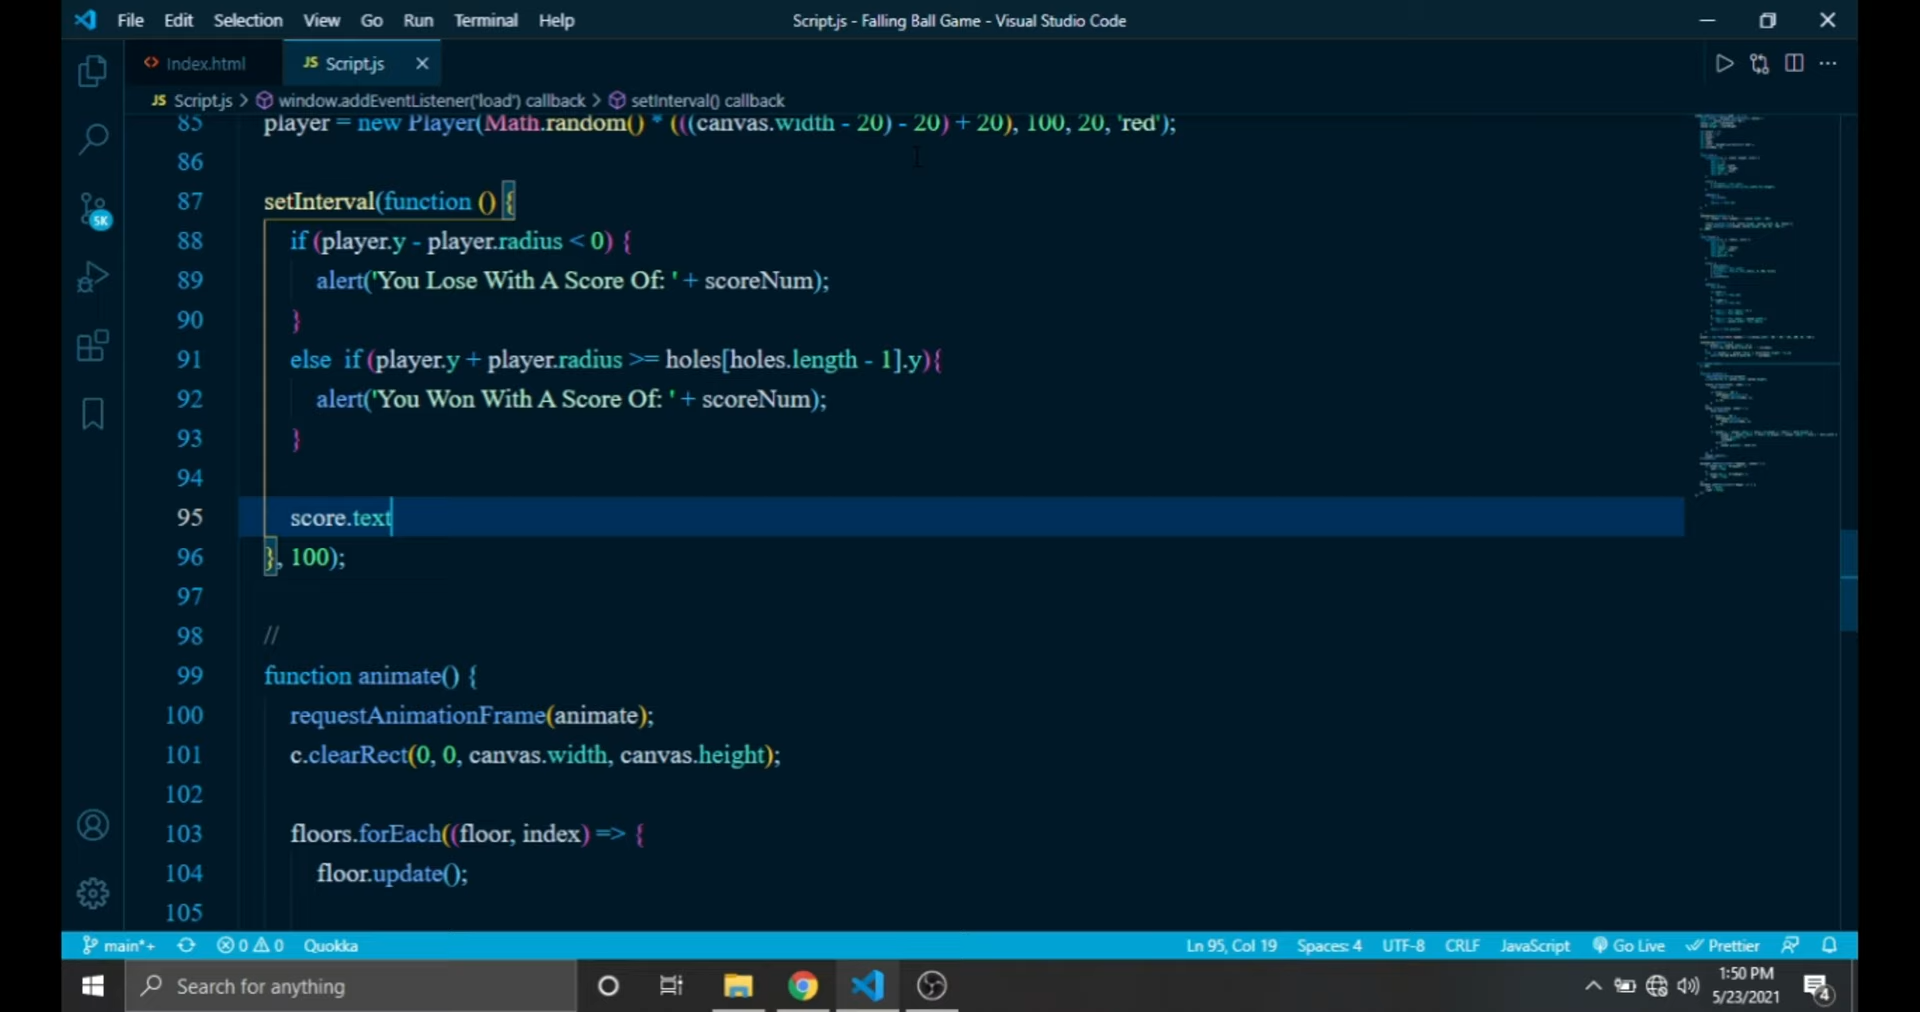 File Edit Selection View Go Run Terminal Help Script.js - Falling Ball Game - Visual Studio Code
<> Index.html JS Script.js
JS Script.js > window.addEventListener('load') callback > setInterval() callback
85 player = new Player(Math.random() * (((canvas.width - 20) - 20) + 20), 100, 20, 'red');
86
87 setInterval(function () {
88 if (player.y - player.radius < 0) {
89 alert('You Lose With A Score Of: ' + scoreNum);
90 }
91 else  if (player.y + player.radius >= holes[holes.length - 1].y){
92 alert('You Won With A Score Of: ' + scoreNum);
93 }
94
95 score.text
96 }, 100);
97
98 //
99 function animate() {
100 requestAnimationFrame(animate);
101 c.clearRect(0, 0, canvas.width, canvas.height);
102
103 floors.forEach((floor, index) => {
104 floor.update();
105
5K
main*+ 0 0 Quokka Ln 95, Col 19 Spaces: 4 UTF-8 CRLF JavaScript Go Live Prettier
Search for anything
1:50 PM
5/23/2021
4